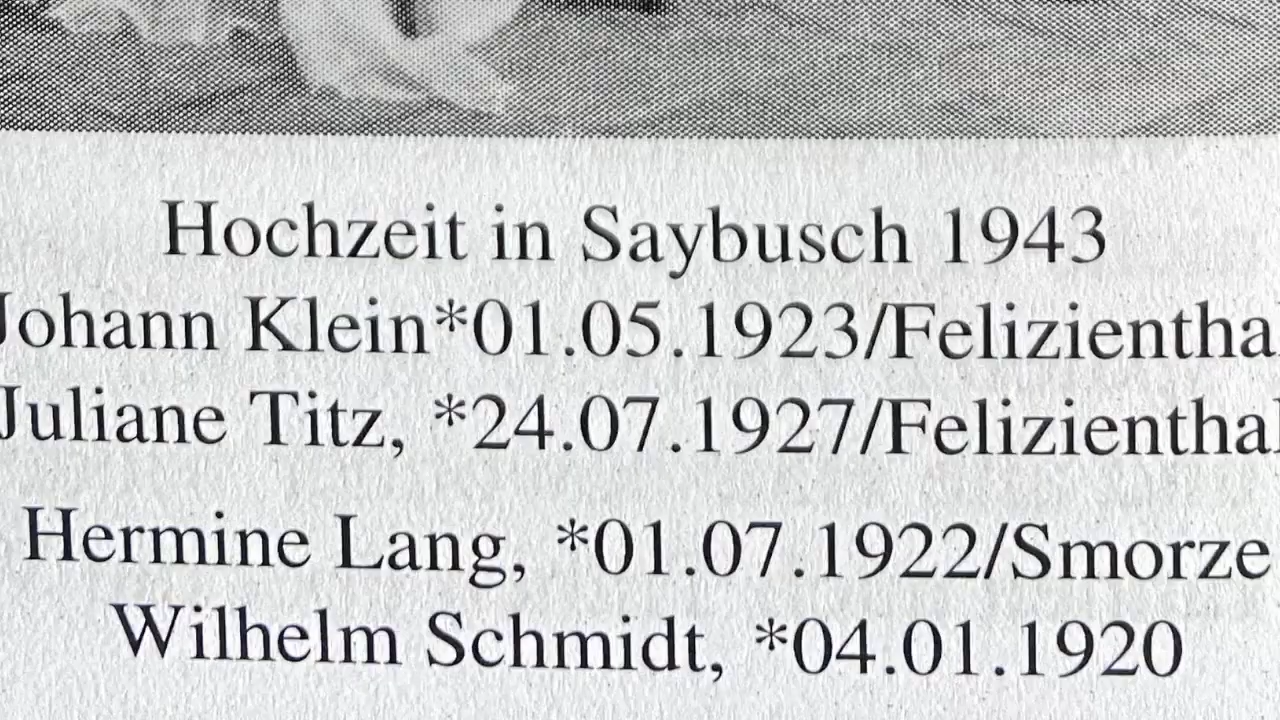 Hochzeit in Saybusch 1943
Johann Klein*01.05.1923/Felizientha
Juliane Titz, *24.07.1927/Felizienthal
Hermine Lang, *01.07.1922/Smorze
Wilhelm Schmidt, *04.01.1920